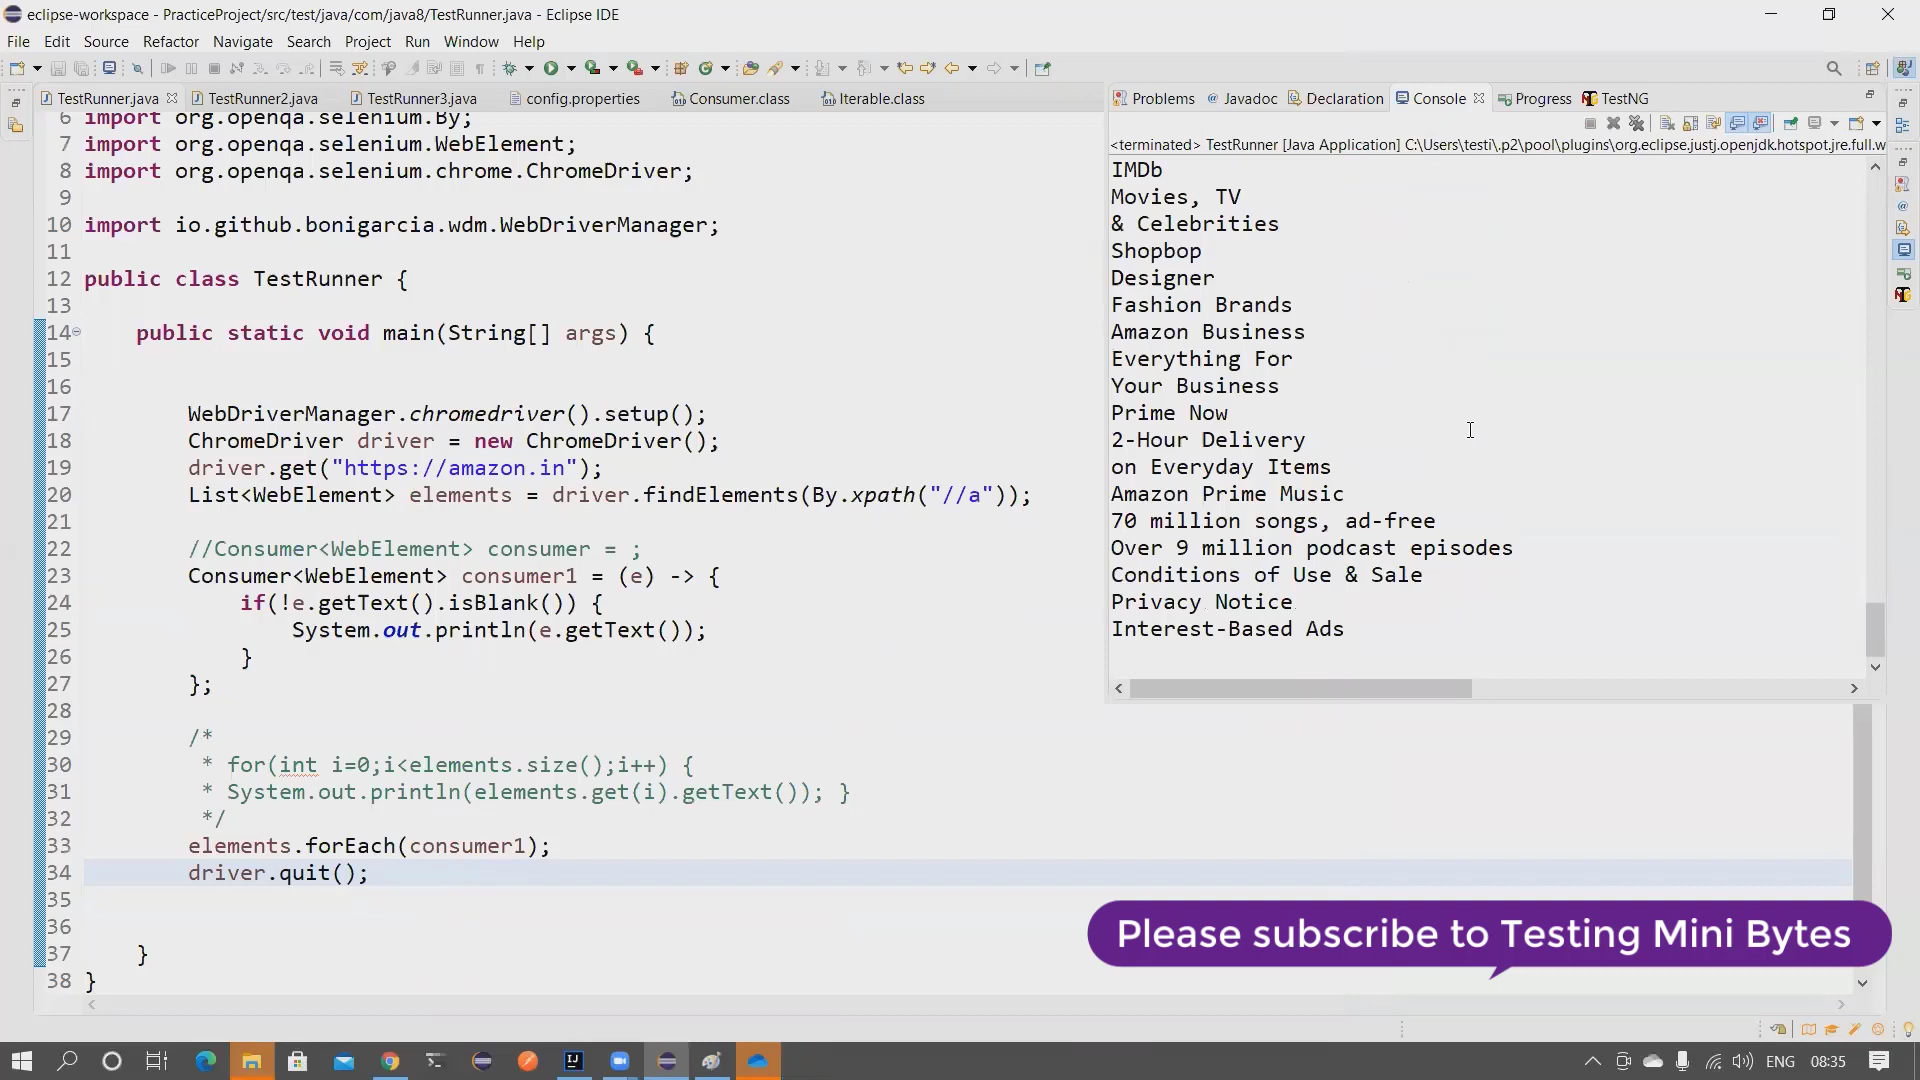 eclipse-workspace - PracticeProject/src/test/java/com/java8/TestRunner.java - Eclipse IDE
File Edit Source Refactor Navigate Search Project Run Window Help
TestRunner.java TestRunner2.java TestRunner3.java config.properties Consumer.class Iterable.class
6 import org.openqa.selenium.By;
7 import org.openqa.selenium.WebElement;
8 import org.openqa.selenium.chrome.ChromeDriver;
9
10 import io.github.bonigarcia.wdm.WebDriverManager;
11
12 public class TestRunner {
13
14 public static void main(String[] args) {
15
16
17 WebDriverManager.chromedriver().setup();
18 ChromeDriver driver = new ChromeDriver();
19 driver.get("https://amazon.in");
20 List<WebElement> elements = driver.findElements(By.xpath("//a"));
21
22 //Consumer<WebElement> consumer = ;
23 Consumer<WebElement> consumer1 = (e) -> {
24 if(!e.getText().isBlank()) {
25 System.out.println(e.getText());
26 }
27 };
28
29 /*
30 * for(int i=0;i<elements.size();i++) {
31 * System.out.println(elements.get(i).getText()); }
32 */
33 elements.forEach(consumer1);
34 driver.quit();
35
36
37 }
38 }
Problems Javadoc Declaration Console Progress TestNG
<terminated> TestRunner [Java Application] C:\Users\testi\.p2\pool\plugins\org.eclipse.justj.openjdk.hotspot.jre.full.w
IMDb
Movies, TV
& Celebrities
Shopbop
Designer
Fashion Brands
Amazon Business
Everything For
Your Business
Prime Now
2-Hour Delivery
on Everyday Items
Amazon Prime Music
70 million songs, ad-free
Over 9 million podcast episodes
Conditions of Use & Sale
Privacy Notice
Interest-Based Ads
Please subscribe to Testing Mini Bytes
ENG 08:35